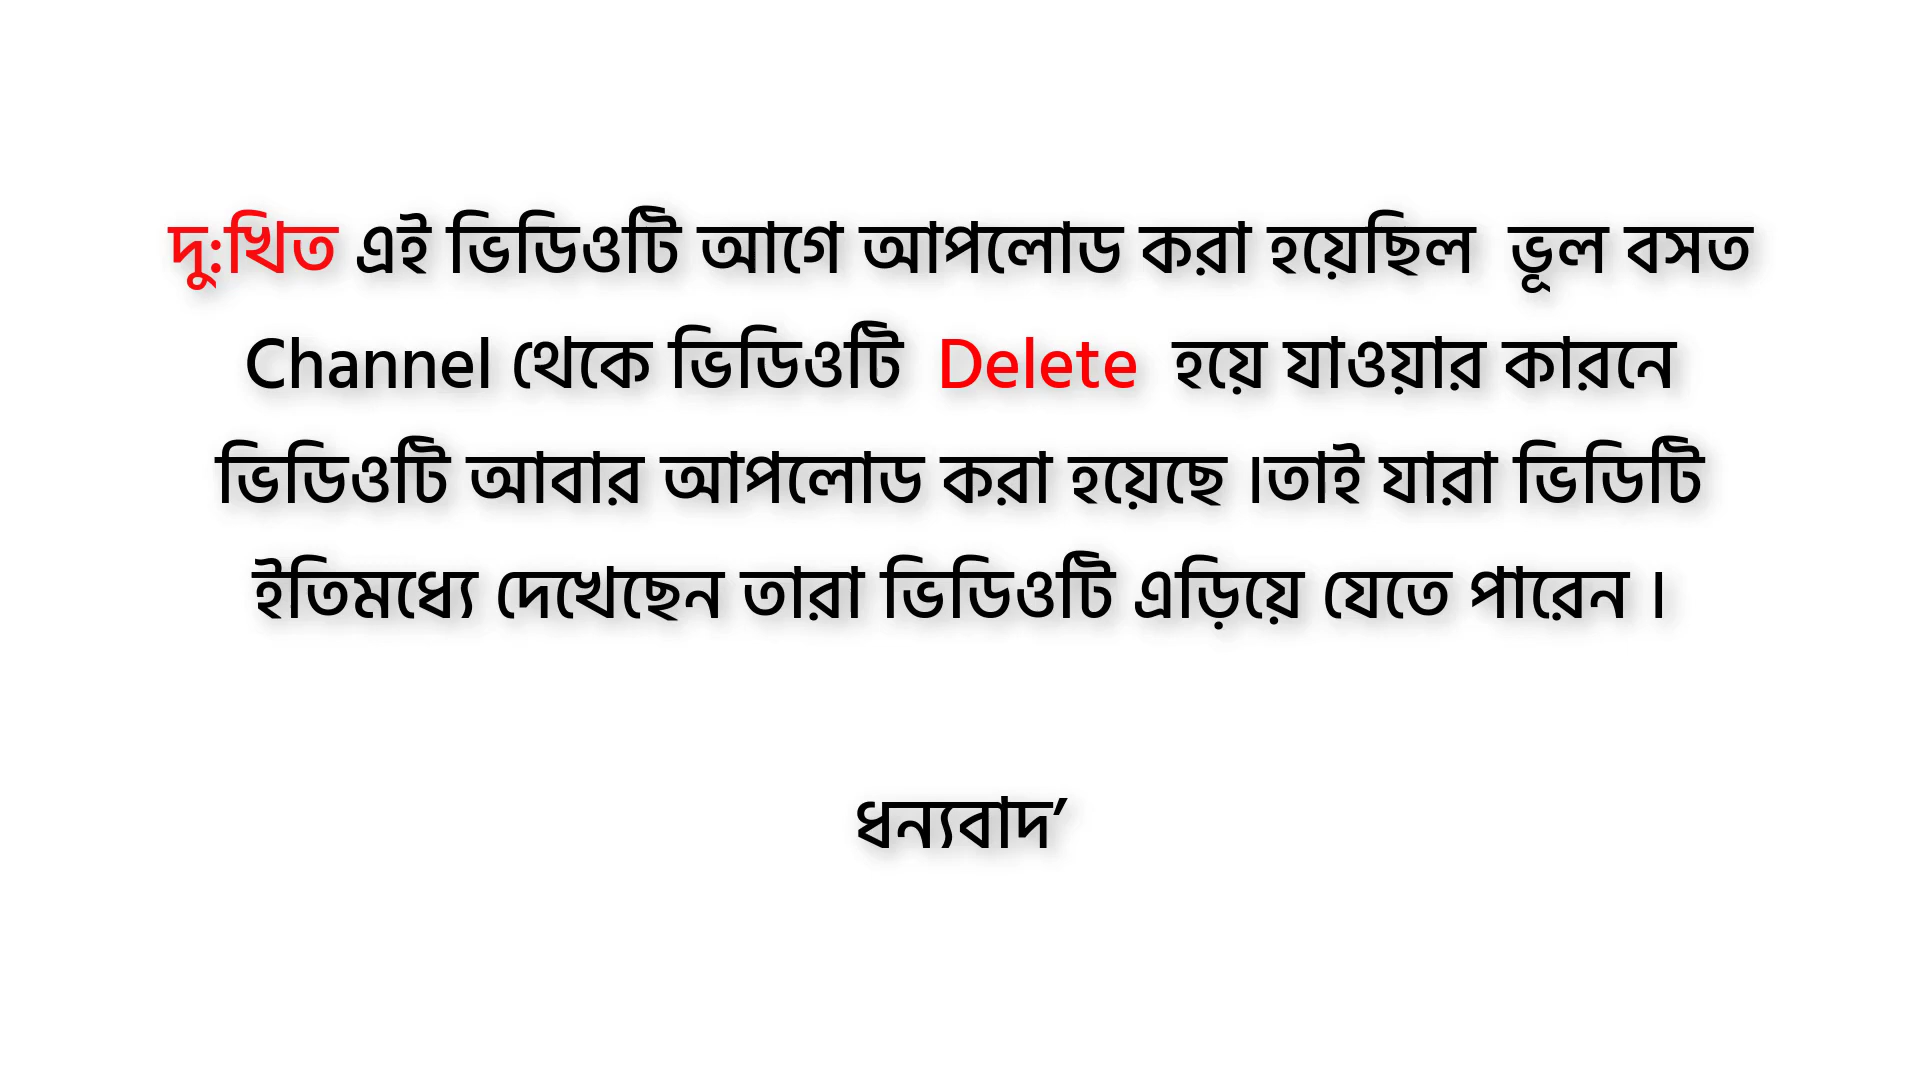 দু:খিত এই ভিডিওটি আগে আপলোড করা হয়েছিল ভূল বসত
Channel থেকে ভিডিওটি Delete হয়ে যাওয়ার কারনে
ভিডিওটি আবার আপলোড করা হয়েছে ।তাই যারা ভিডিটি
ইতিমধ্যে দেখেছেন তারা ভিডিওটি এড়িয়ে যেতে পারেন ।
ধন্যবাদ’